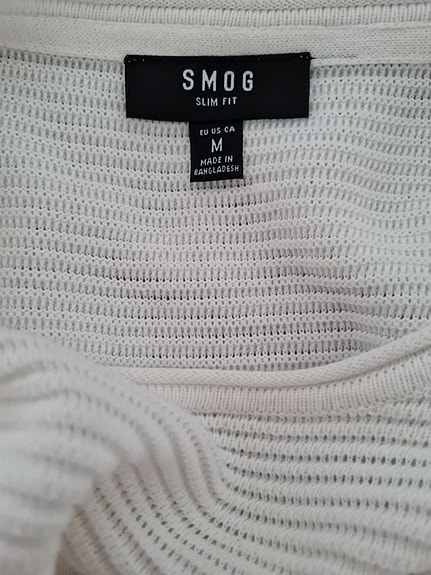 SMOG
SLIM FIT
EU US CA
M
MADE IN
BANGLADESH